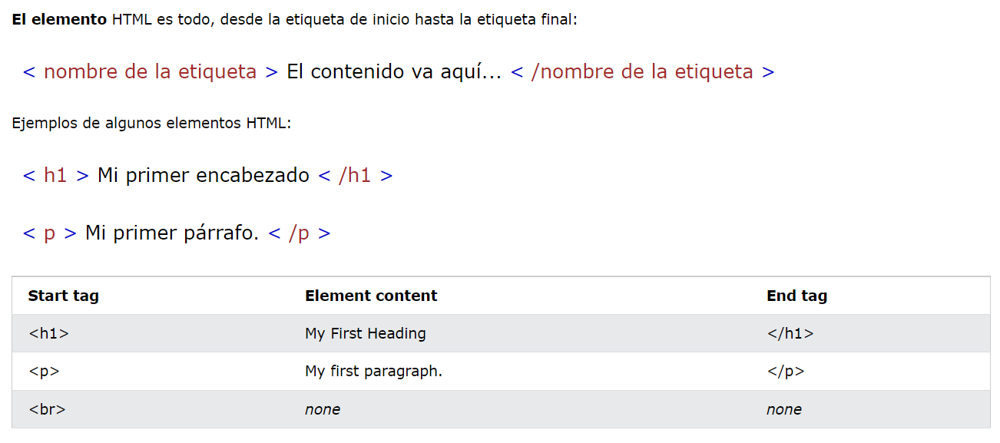 El elemento HTML es todo, desde la etiqueta de inicio hasta la etiqueta final:
< nombre de la etiqueta > El contenido va aquí... < /nombre de la etiqueta >
Ejemplos de algunos elementos HTML:
< h1 > Mi primer encabezado < /h1 >
< p > Mi primer párrafo. < /p >
Start tag Element content End tag
<h1> My First Heading </h1>
<p> My first paragraph. </p>
<br> none none